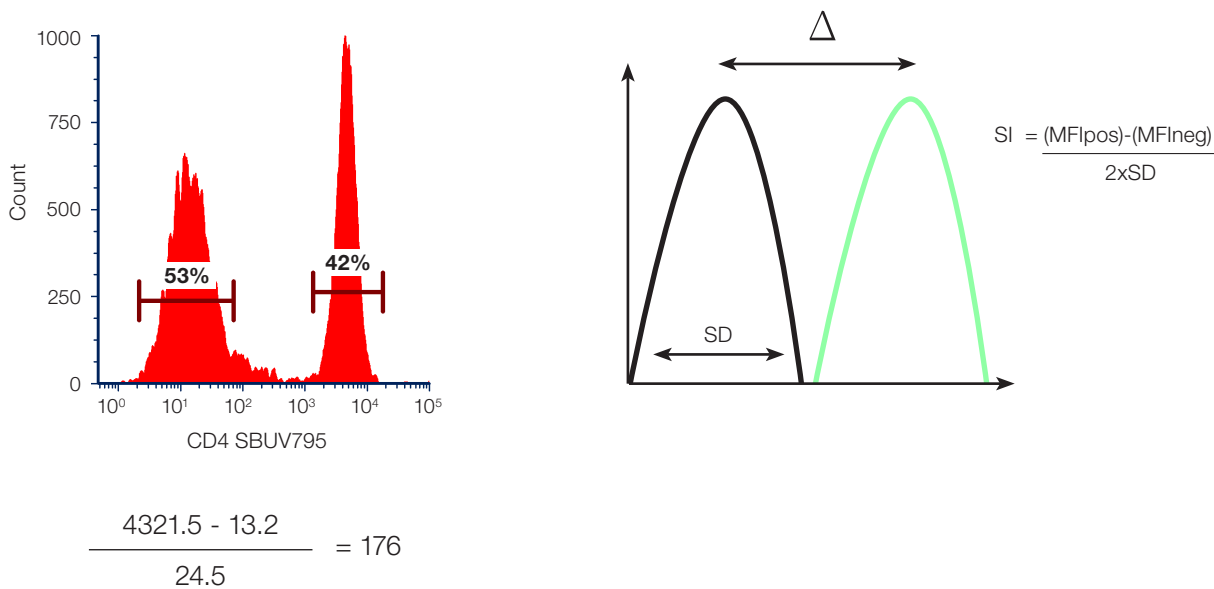 1000
750
500
250
0
Count
53%
42%
10⁰ 10¹ 10² 10³ 10⁴ 10⁵
CD4 SBUV795
4321.5 - 13.2
24.5
= 176
Δ
SD
SI = (MFIpos)-(MFIneg)
2xSD